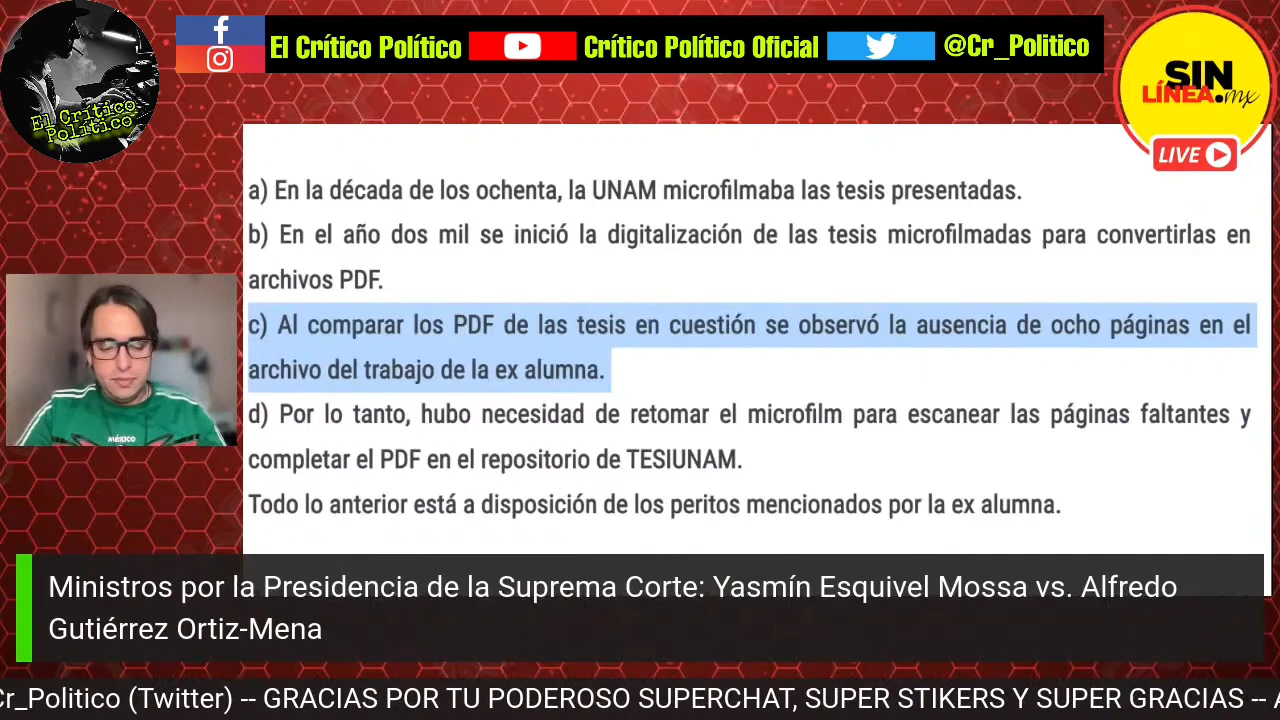 El Crítico Político
Crítico Político Oficial
@Cr_Politico
El Crítico
Político
SIN
LÍNEA.mx
LIVE
a) En la década de los ochenta, la UNAM microfilmaba las tesis presentadas.
b) En el año dos mil se inició la digitalización de las tesis microfilmadas para convertirlas en
archivos PDF.
c) Al comparar los PDF de las tesis en cuestión se observó la ausencia de ocho páginas en el
archivo del trabajo de la ex alumna.
d) Por lo tanto, hubo necesidad de retomar el microfilm para escanear las páginas faltantes y
completar el PDF en el repositorio de TESIUNAM.
Todo lo anterior está a disposición de los peritos mencionados por la ex alumna.
MÉXICO
Ministros por la Presidencia de la Suprema Corte: Yasmín Esquivel Mossa vs. Alfredo
Gutiérrez Ortiz-Mena
Cr_Politico (Twitter) -- GRACIAS POR TU PODEROSO SUPERCHAT, SUPER STIKERS Y SUPER GRACIAS --